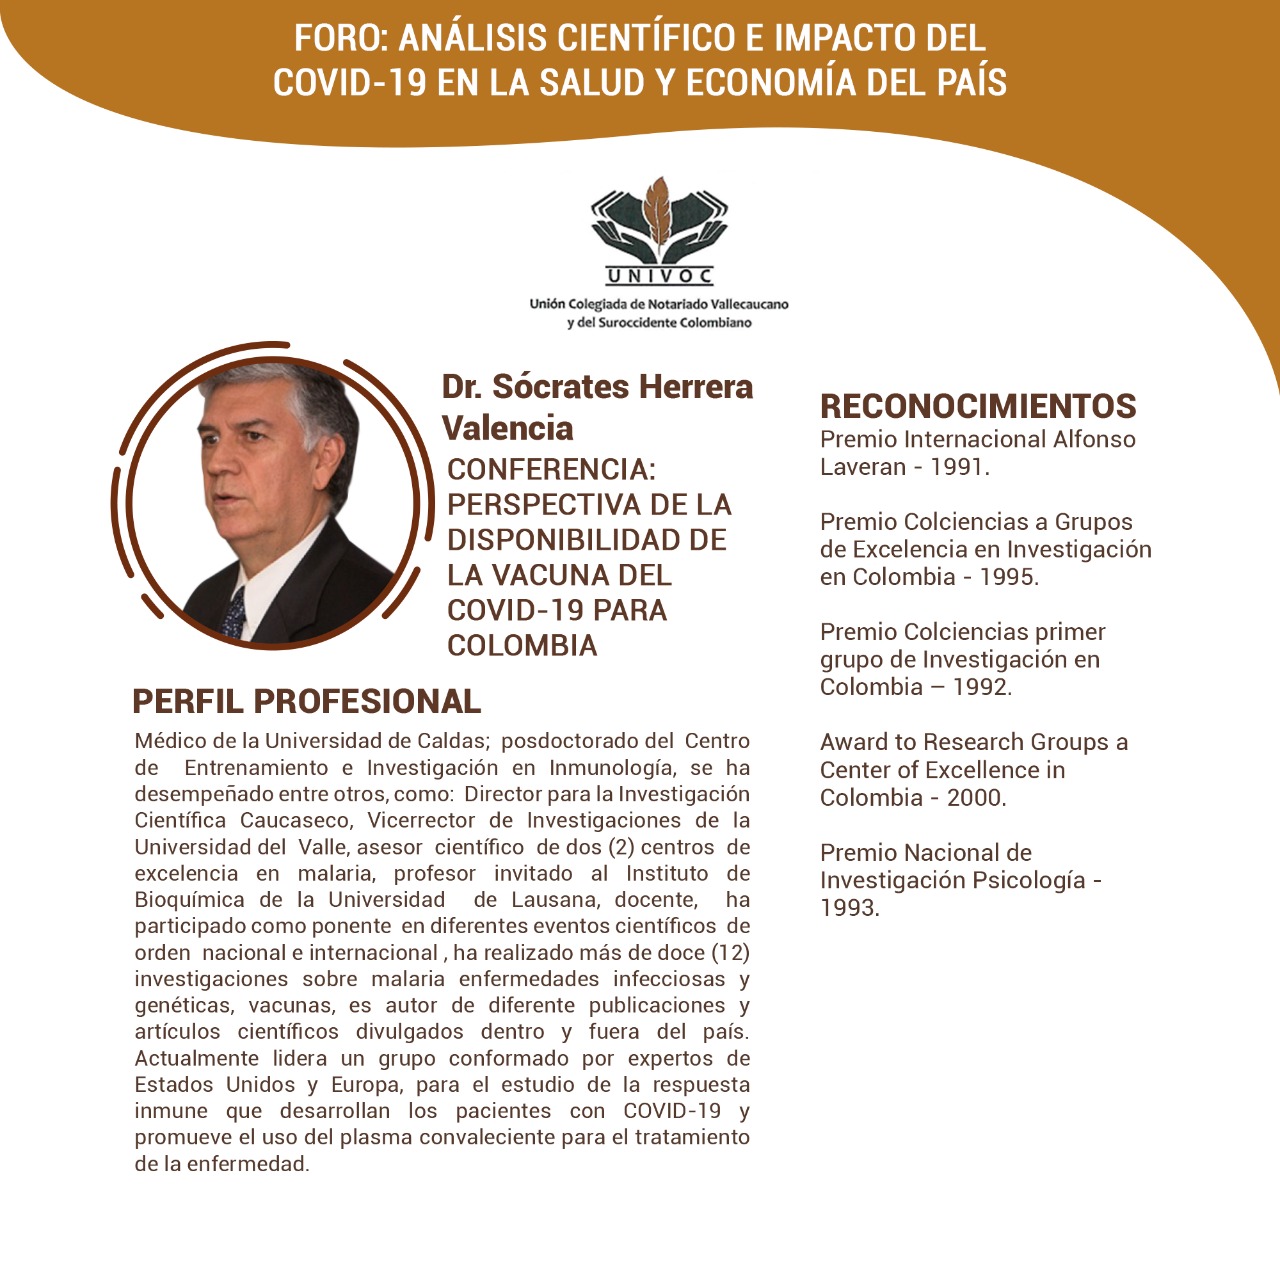 FORO: ANÁLISIS CIENTÍFICO E IMPACTO DEL
COVID-19 EN LA SALUD Y ECONOMÍA DEL PAÍS
UNIVOC
Unión Colegiada de Notariado Vallecaucano
y del Suroccidente Colombiano
Dr. Sócrates Herrera
Valencia
CONFERENCIA:
PERSPECTIVA DE LA
DISPONIBILIDAD DE
LA VACUNA DEL
COVID-19 PARA
COLOMBIA
PERFIL PROFESIONAL
Médico de la Universidad de Caldas; posdoctorado del Centro
de Entrenamiento e Investigación en Inmunología, se ha
desempeñado entre otros, como: Director para la Investigación
Científica Caucaseco, Vicerrector de Investigaciones de la
Universidad del Valle, asesor científico de dos (2) centros de
excelencia en malaria, profesor invitado al Instituto de
Bioquímica de la Universidad de Lausana, docente, ha
participado como ponente en diferentes eventos científicos de
orden nacional e internacional , ha realizado más de doce (12)
investigaciones sobre malaria enfermedades infecciosas y
genéticas, vacunas, es autor de diferente publicaciones y
artículos científicos divulgados dentro y fuera del país.
Actualmente lidera un grupo conformado por expertos de
Estados Unidos y Europa, para el estudio de la respuesta
inmune que desarrollan los pacientes con COVID-19 y
promueve el uso del plasma convaleciente para el tratamiento
de la enfermedad.
RECONOCIMIENTOS
Premio Internacional Alfonso
Laveran - 1991.
Premio Colciencias a Grupos
de Excelencia en Investigación
en Colombia - 1995.
Premio Colciencias primer
grupo de Investigación en
Colombia – 1992.
Award to Research Groups a
Center of Excellence in
Colombia - 2000.
Premio Nacional de
Investigación Psicología -
1993.